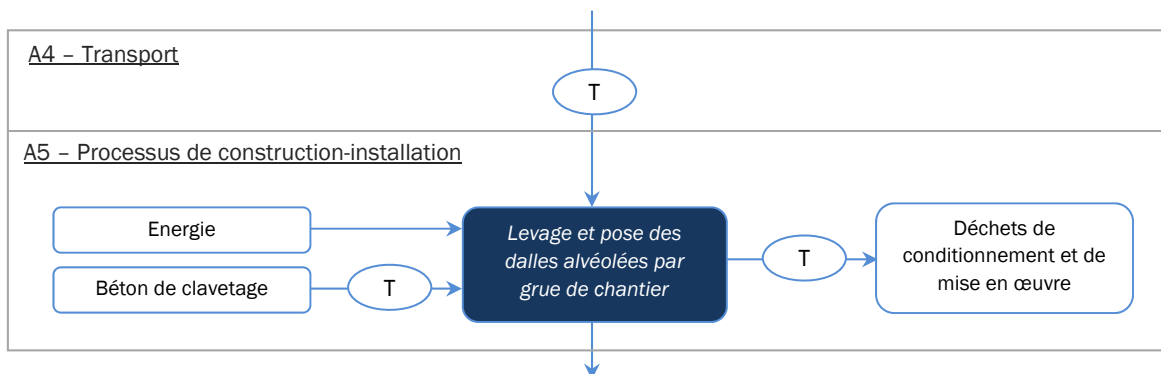 A4 – Transport
T
A5 – Processus de construction-installation
Energie
Béton de clavetage
T
Levage et pose des
dalles alvéolées par
grue de chantier
T
Déchets de
conditionnement et de
mise en œuvre